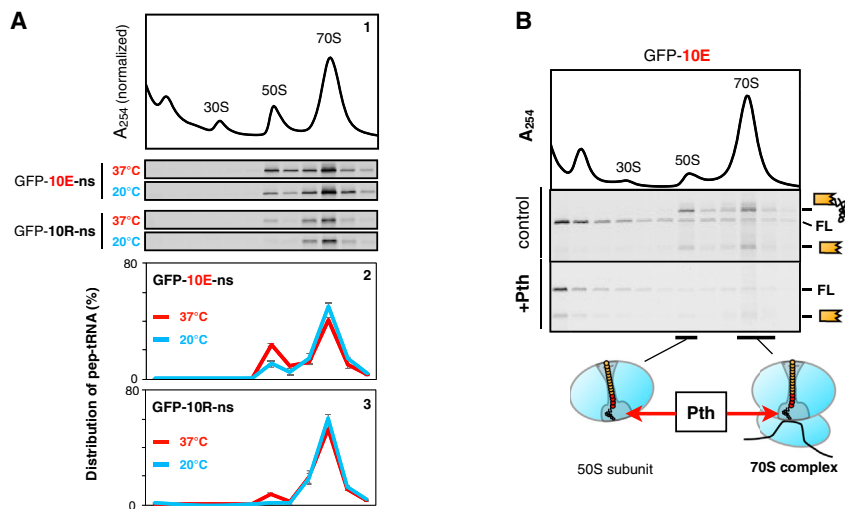 A
A254 (normalized)
1
30S
50S
70S
GFP-10E-ns
37°C
20°C
GFP-10R-ns
37°C
20°C
Distribution of pep-tRNA (%)
80
0
GFP-10E-ns
2
37°C
20°C
80
0
GFP-10R-ns
3
37°C
20°C
B
GFP-10E
A254
30S
50S
70S
control
FL
+Pth
FL
Pth
50S subunit
70S complex